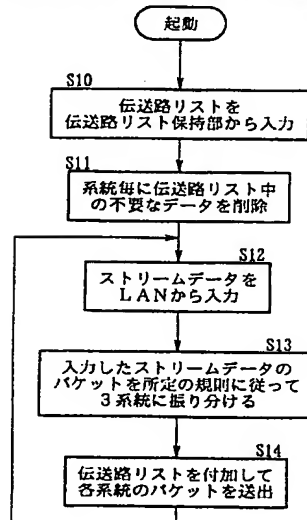 起動
S10
伝送路リストを
伝送路リスト保持部から入力
S11
系統毎に伝送路リスト中
の不要なデータを削除
S12
ストリームデータを
LANから入力
S13
入力したストリームデータの
パケットを所定の規則に従って
3系統に振り分ける
S14
伝送路リストを付加して
各系統のパケットを送出